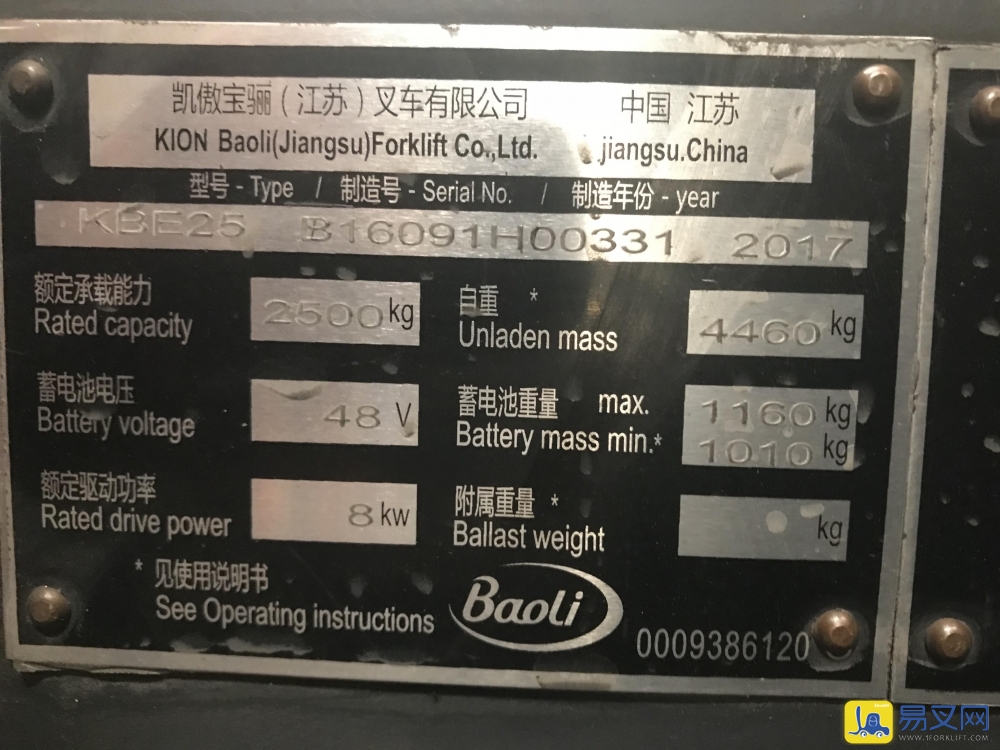 凯傲宝骊（江苏）叉车有限公司 中国 江苏
KION Baoli(Jiangsu)Forklift Co.,Ltd. jiangsu.China
型号 - Type / 制造号 - Serial No. / 制造年份 - year
KBE25 B16091H00331 2017
额定承载能力 自重 *
Rated capacity 2500 kg Unladen mass 4460 kg
蓄电池电压 蓄电池重量 max. 1160 kg
Battery voltage 48 V Battery mass min.* 1010 kg
额定驱动功率 附属重量 *
Rated drive power 8 kw Ballast weight kg
* 见使用说明书
See Operating instructions
Baoli
0009386120
易叉网
WWW.1FORKLIFT.COM